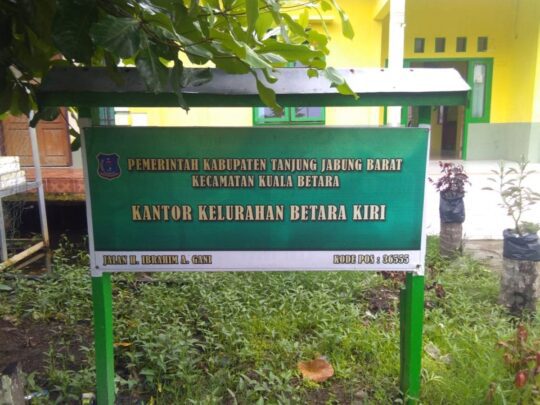 PEMERINTAH KABUPATEN TANJUNG JABUNG BARAT
KECAMATAN KUALA BETARA
KANTOR KELURAHAN BETARA KIRI
JALAN H. IBRAHIM A. GANI KODE POS : 36555